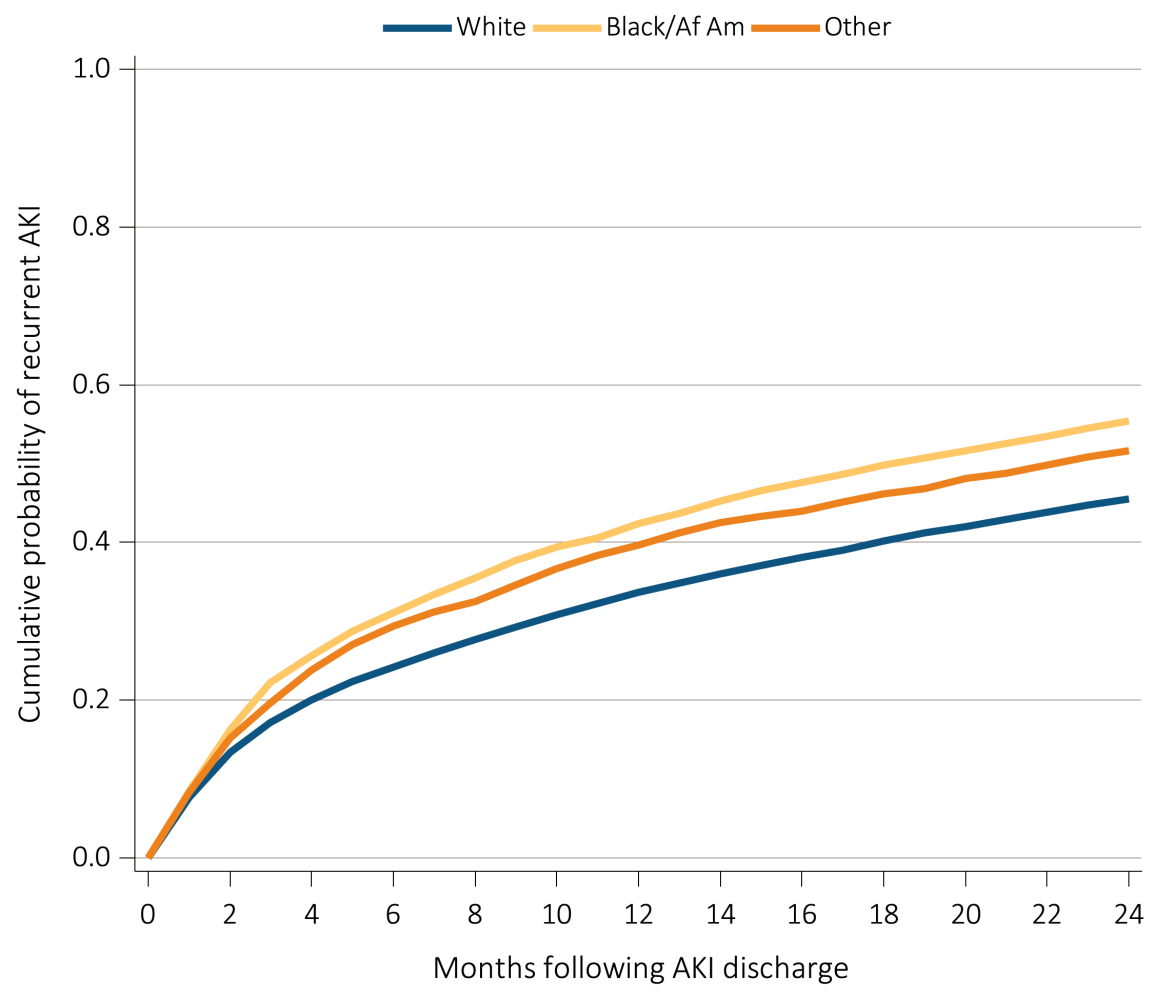 White Black/Af Am Other
1.0
0.8
0.6
0.4
0.2
0.0
Cumulative probability of recurrent AKI
0 2 4 6 8 10 12 14 16 18 20 22 24
Months following AKI discharge